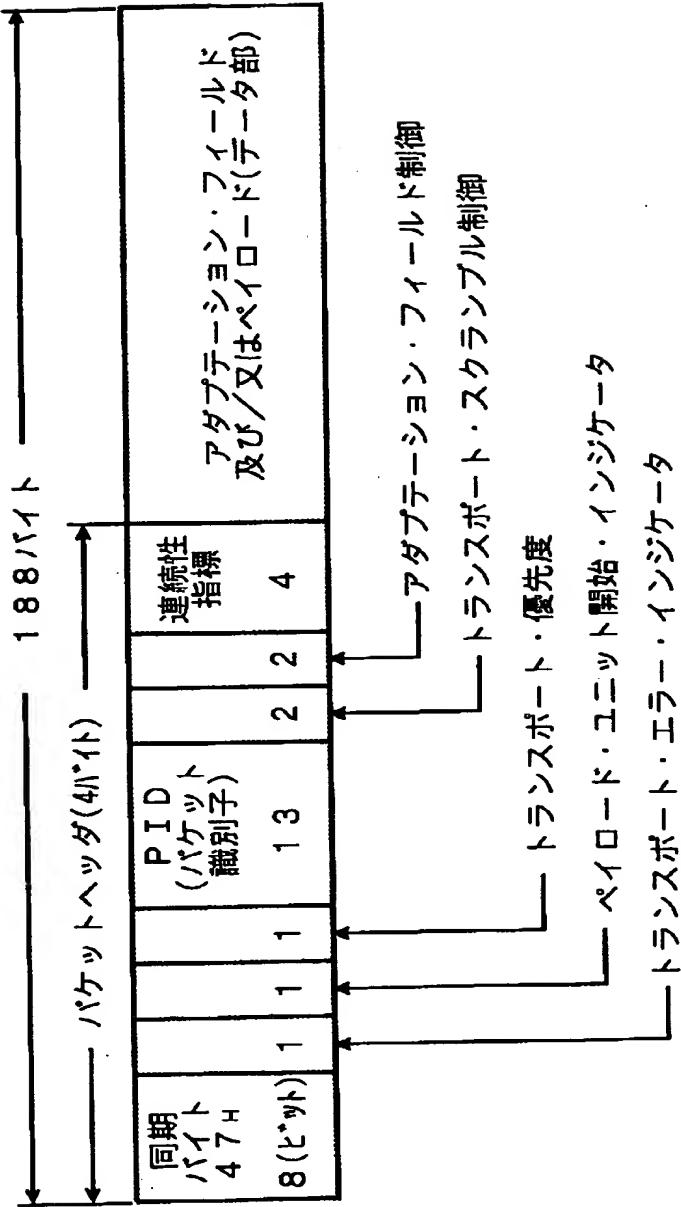 188バイト
パケットヘッダ(4バイト)
同期
バイト
47H
8(ビット)
1
1
1
PID
(パケット
識別子)
13
2
2
連続性
指標
4
アダプテーション・フィールド
及び/又はペイロード(データ部)
アダプテーション・フィールド制御
トランスポート・スクランブル制御
トランスポート・優先度
ペイロード・ユニット開始・インジケータ
トランスポート・エラー・インジケータ